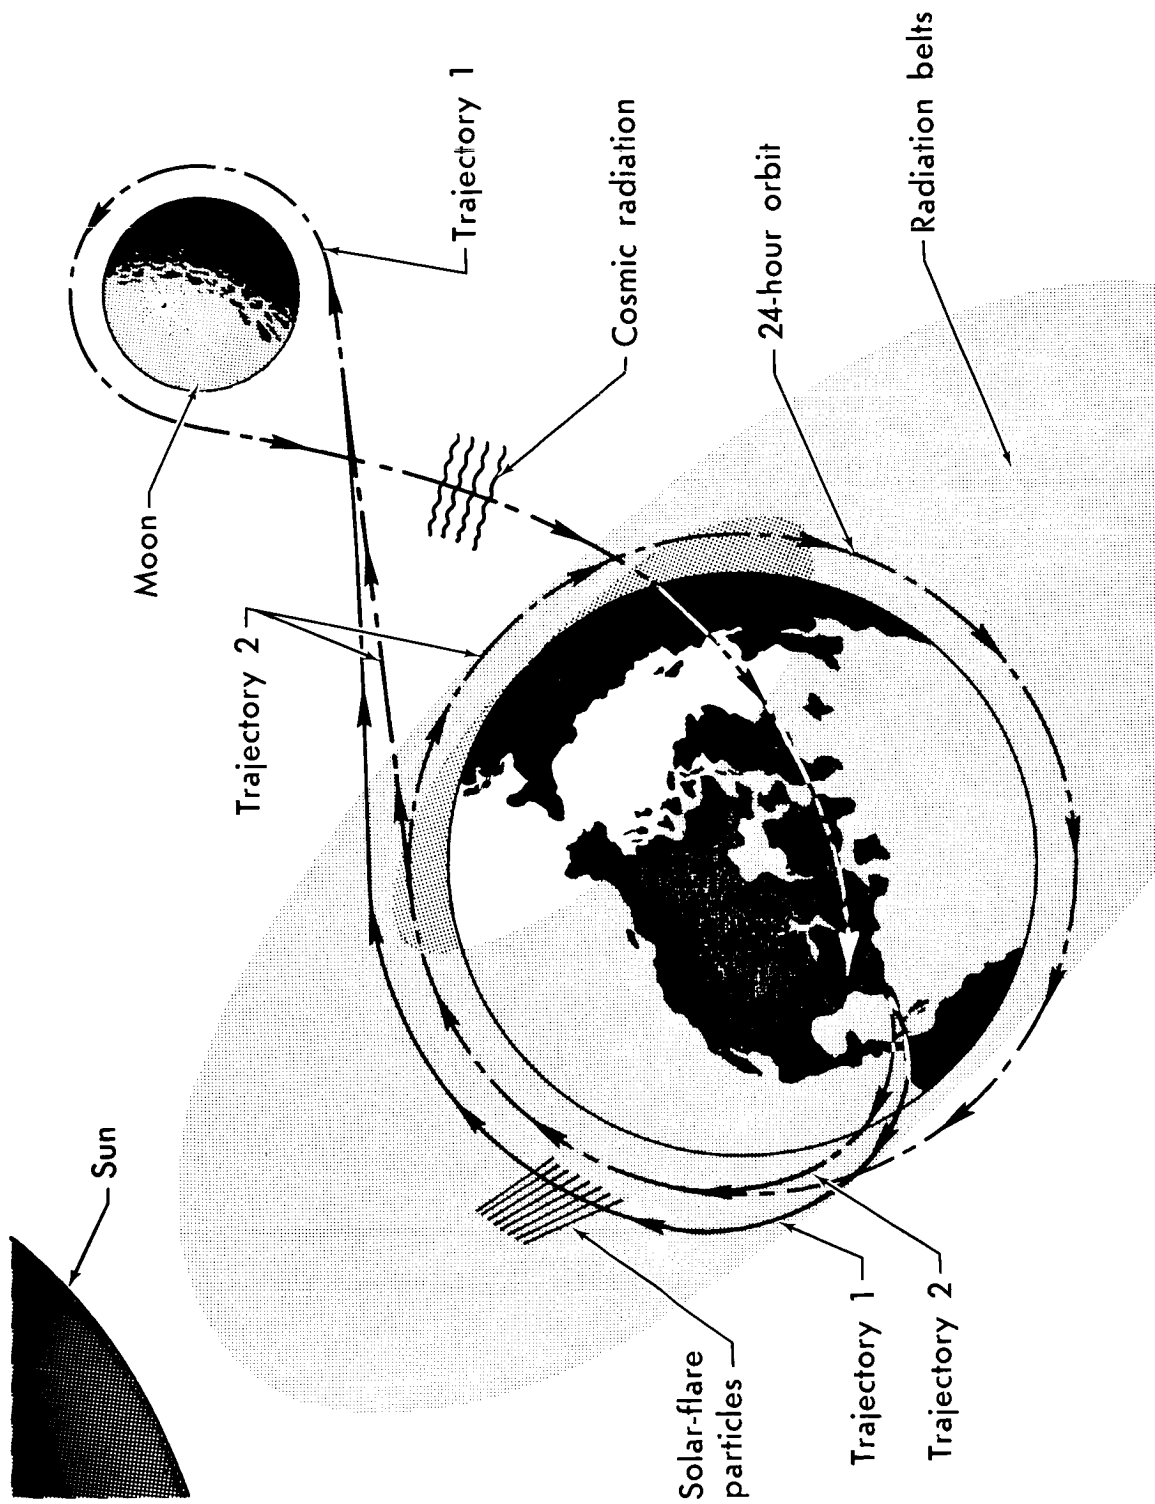 Sun
Solar-flare
particles
Trajectory 1
Trajectory 2
Trajectory 2
Moon
Trajectory 1
Cosmic radiation
24-hour orbit
Radiation belts